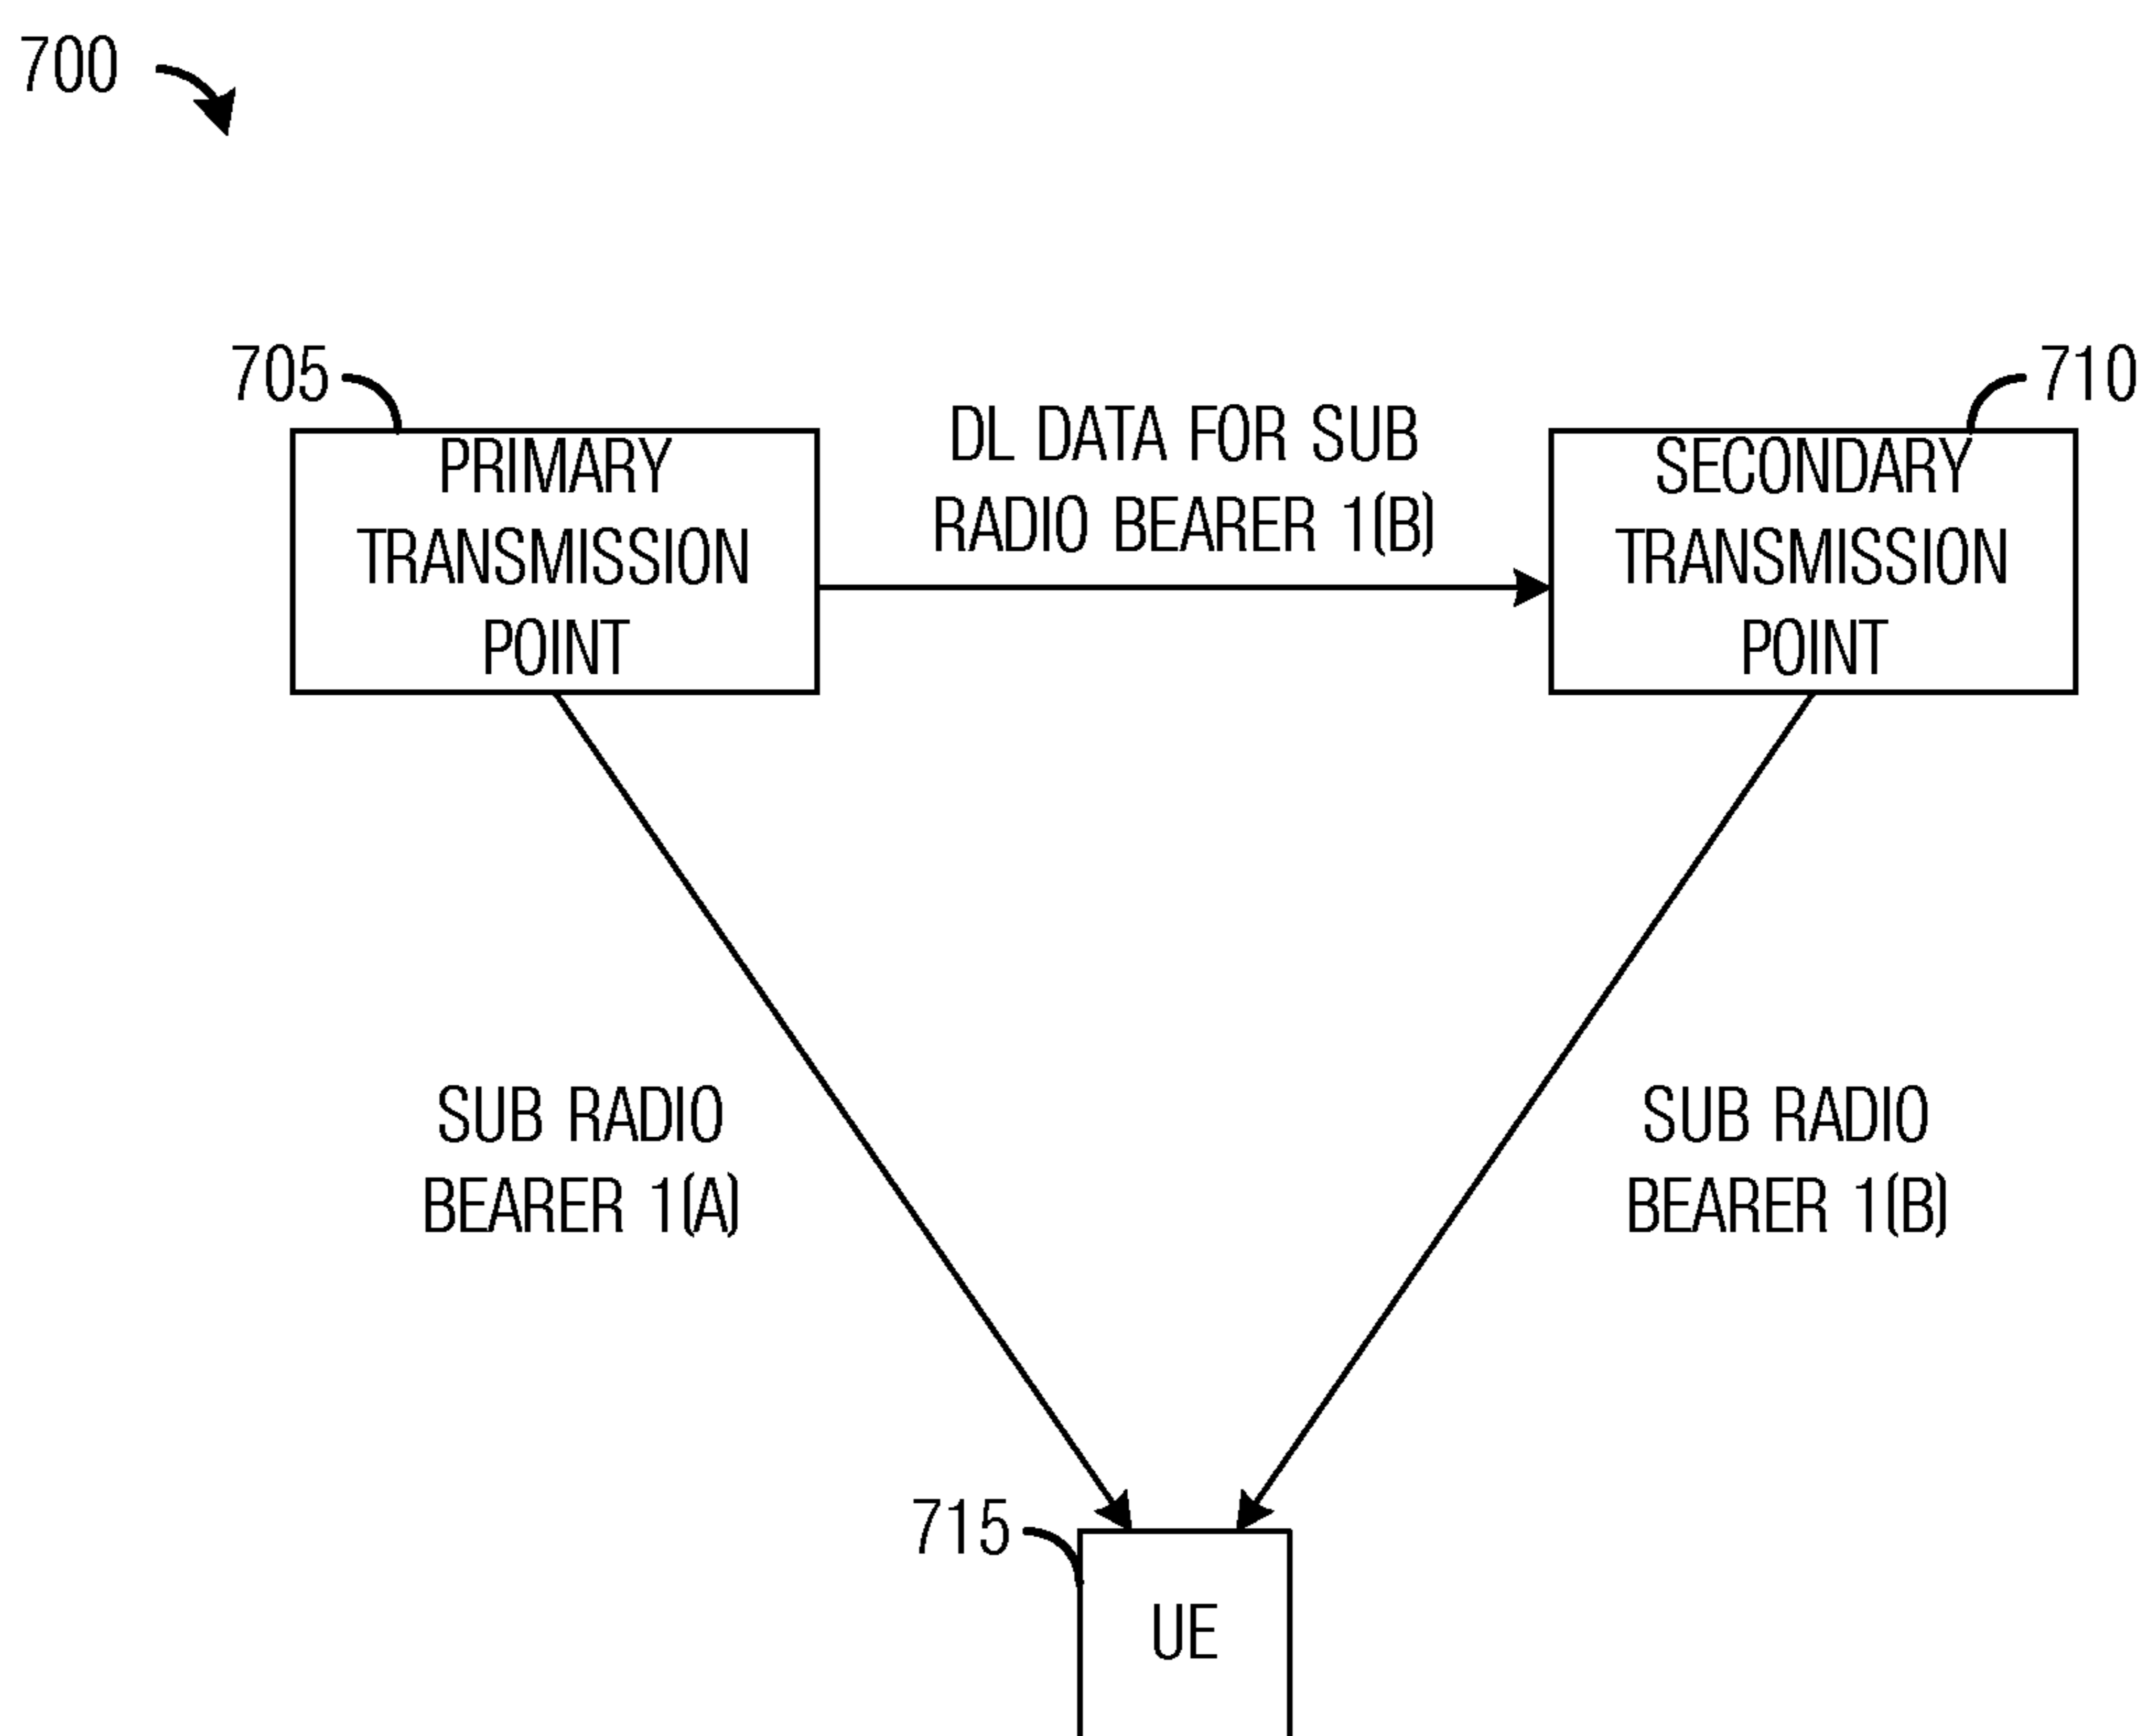 700
705
710
PRIMARY
TRANSMISSION
POINT
DL DATA FOR SUB
RADIO BEARER 1(B)
SECONDARY
TRANSMISSION
POINT
SUB RADIO
BEARER 1(A)
SUB RADIO
BEARER 1(B)
715
UE